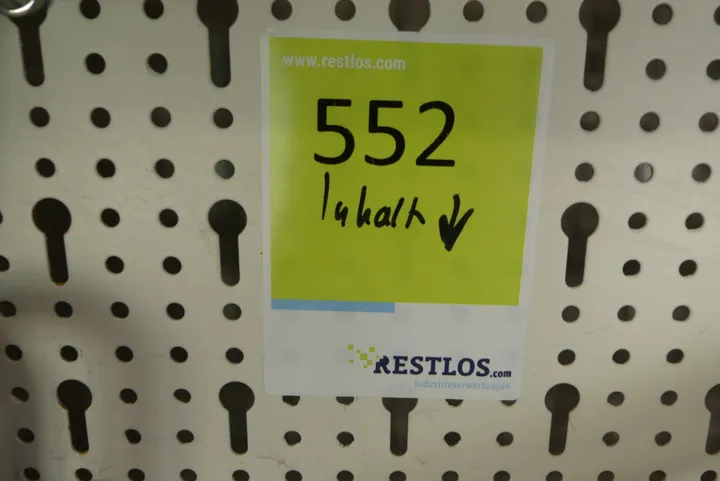 www.restlos.com
552
Inhalt ↓
RESTLOS.com
Industrieverwertungen